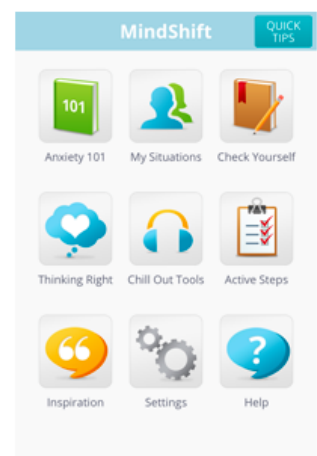 MindShift
QUICK
TIPS
101
Anxiety 101
My Situations
Check Yourself
Thinking Right
Chill Out Tools
Active Steps
“
?
Inspiration
Settings
Help